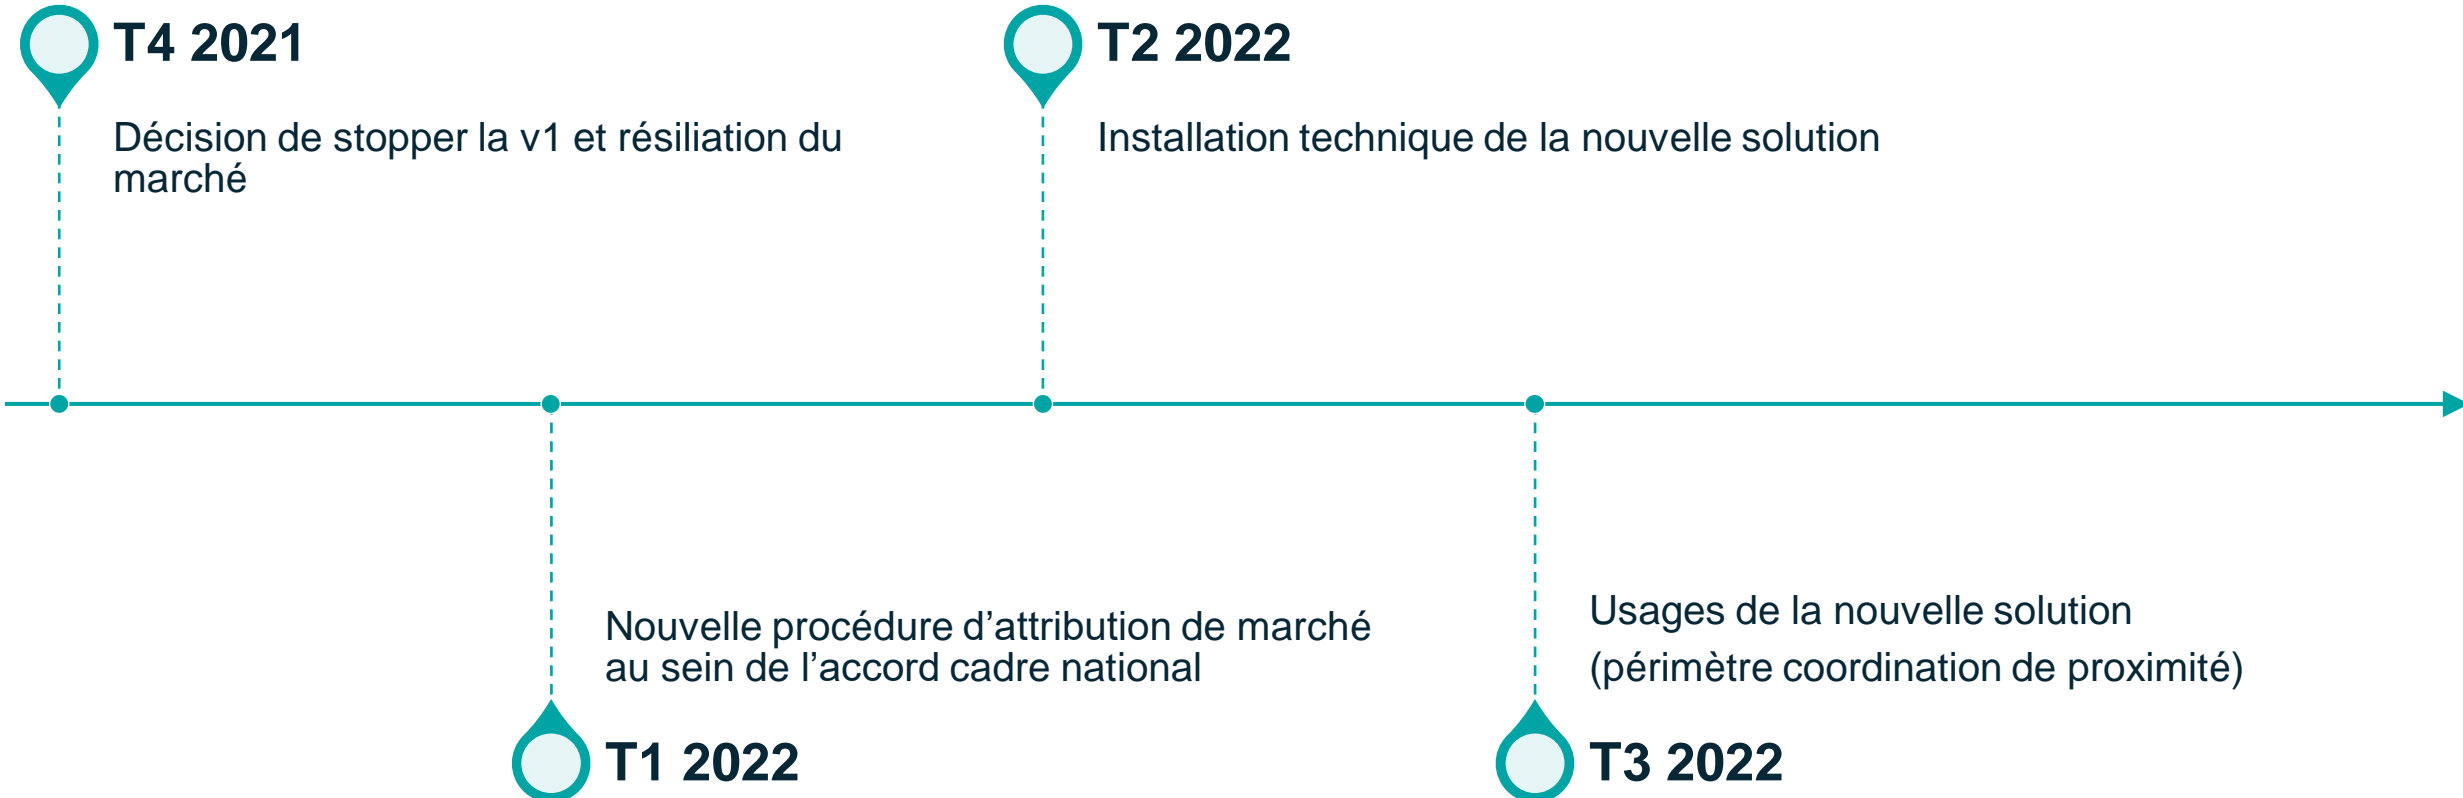 T4 2021
Décision de stopper la v1 et résiliation du
marché
T2 2022
Installation technique de la nouvelle solution
Nouvelle procédure d’attribution de marché
au sein de l’accord cadre national
T1 2022
Usages de la nouvelle solution
(périmètre coordination de proximité)
T3 2022